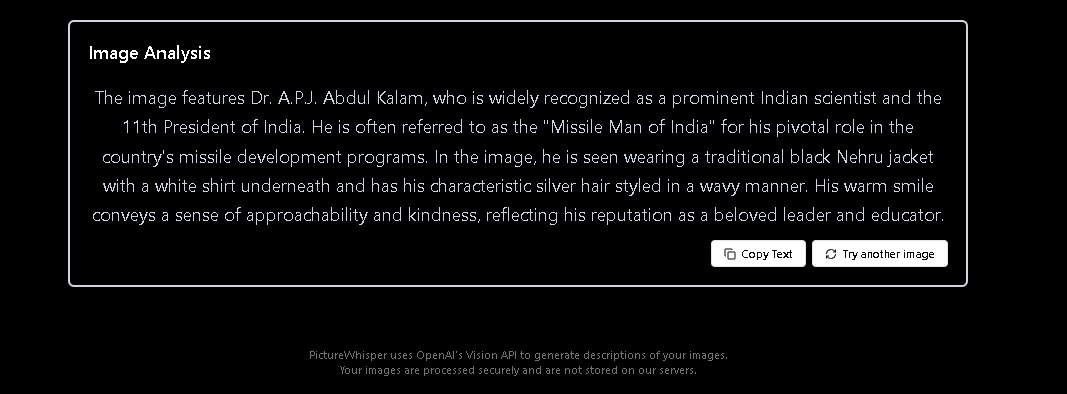 Image Analysis
The image features Dr. A.P.J. Abdul Kalam, who is widely recognized as a prominent Indian scientist and the
11th President of India. He is often referred to as the "Missile Man of India" for his pivotal role in the
country's missile development programs. In the image, he is seen wearing a traditional black Nehru jacket
with a white shirt underneath and has his characteristic silver hair styled in a wavy manner. His warm smile
conveys a sense of approachability and kindness, reflecting his reputation as a beloved leader and educator.
Copy Text Try another image
PictureWhisper uses OpenAI's Vision API to generate descriptions of your images.
Your images are processed securely and are not stored on our servers.